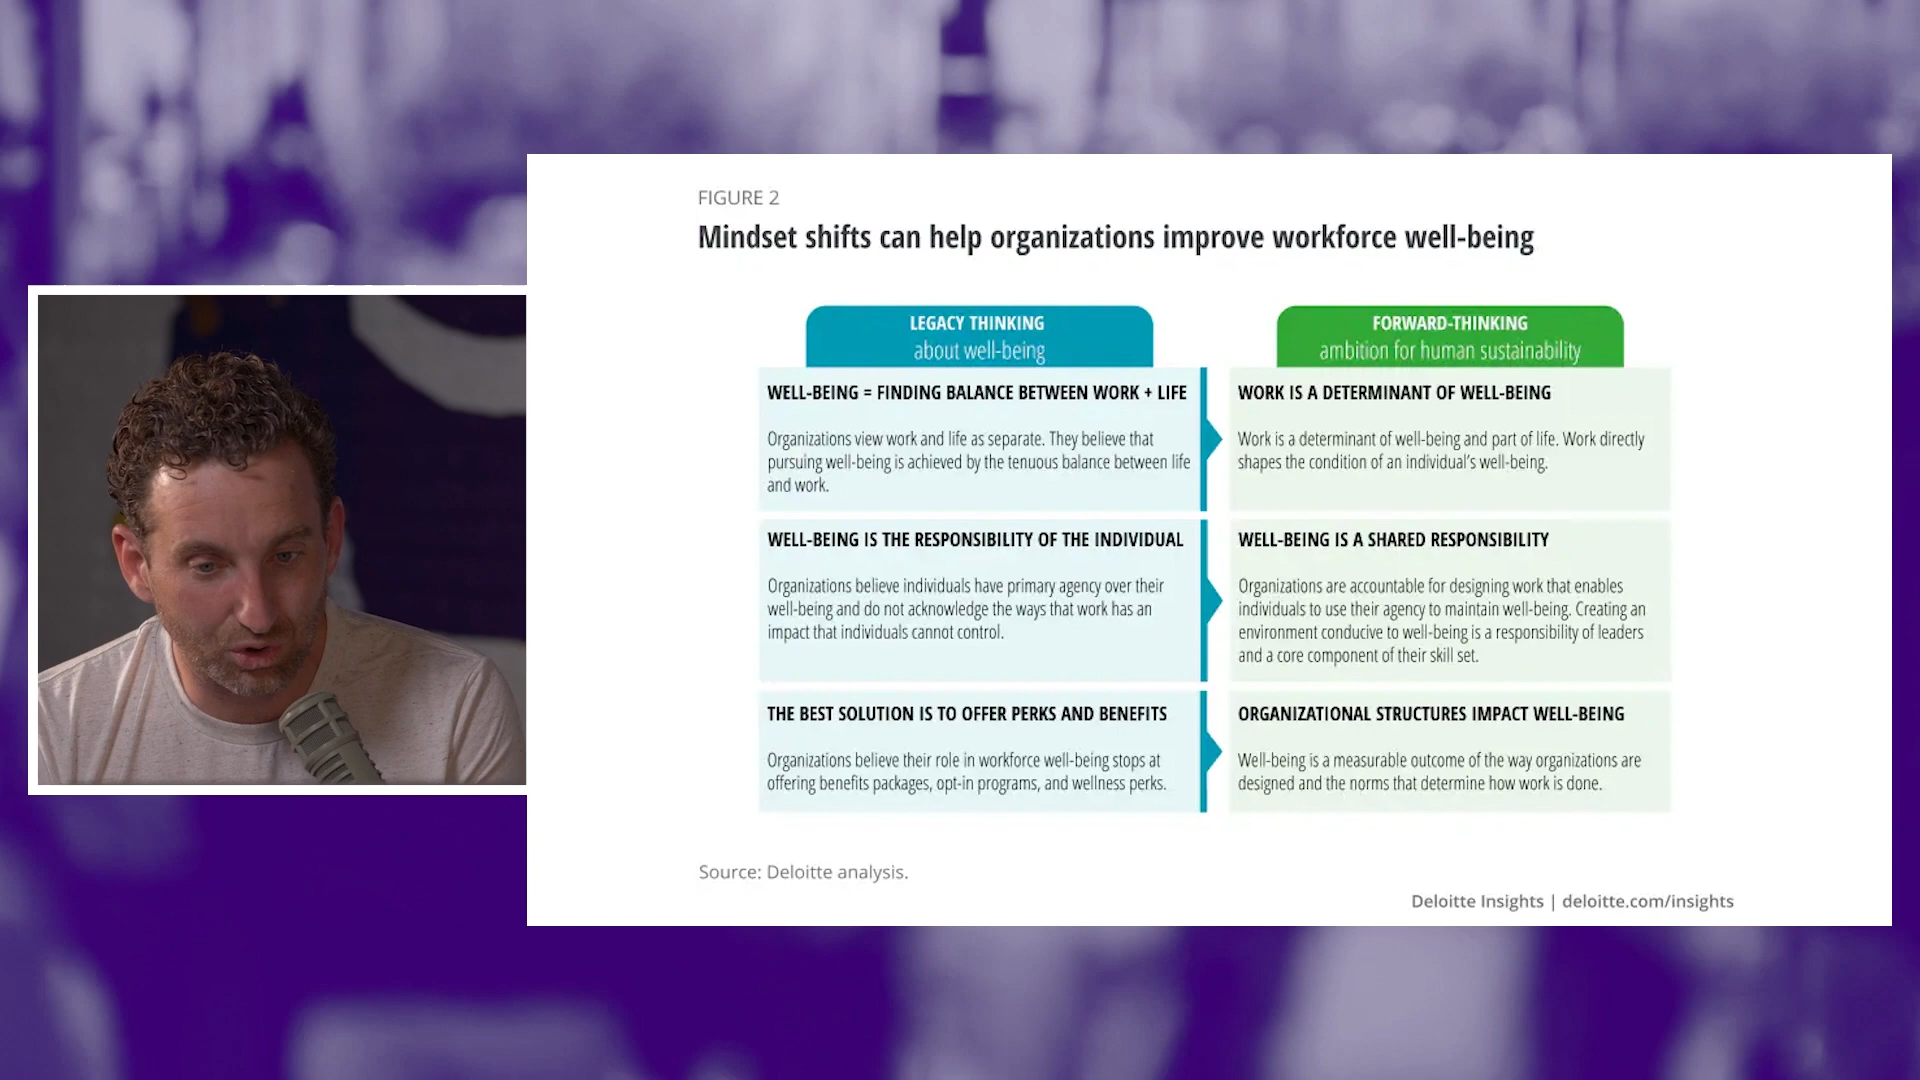 FIGURE 2
Mindset shifts can help organizations improve workforce well-being
LEGACY THINKING
about well-being
FORWARD-THINKING
ambition for human sustainability
WELL-BEING = FINDING BALANCE BETWEEN WORK + LIFE
Organizations view work and life as separate. They believe that
pursuing well-being is achieved by the tenuous balance between life
and work.
WORK IS A DETERMINANT OF WELL-BEING
Work is a determinant of well-being and part of life. Work directly
shapes the condition of an individual's well-being.
WELL-BEING IS THE RESPONSIBILITY OF THE INDIVIDUAL
Organizations believe individuals have primary agency over their
well-being and do not acknowledge the ways that work has an
impact that individuals cannot control.
WELL-BEING IS A SHARED RESPONSIBILITY
Organizations are accountable for designing work that enables
individuals to use their agency to maintain well-being. Creating an
environment conducive to well-being is a responsibility of leaders
and a core component of their skill set.
THE BEST SOLUTION IS TO OFFER PERKS AND BENEFITS
Organizations believe their role in workforce well-being stops at
offering benefits packages, opt-in programs, and wellness perks.
ORGANIZATIONAL STRUCTURES IMPACT WELL-BEING
Well-being is a measurable outcome of the way organizations are
designed and the norms that determine how work is done.
Source: Deloitte analysis.
Deloitte Insights | deloitte.com/insights